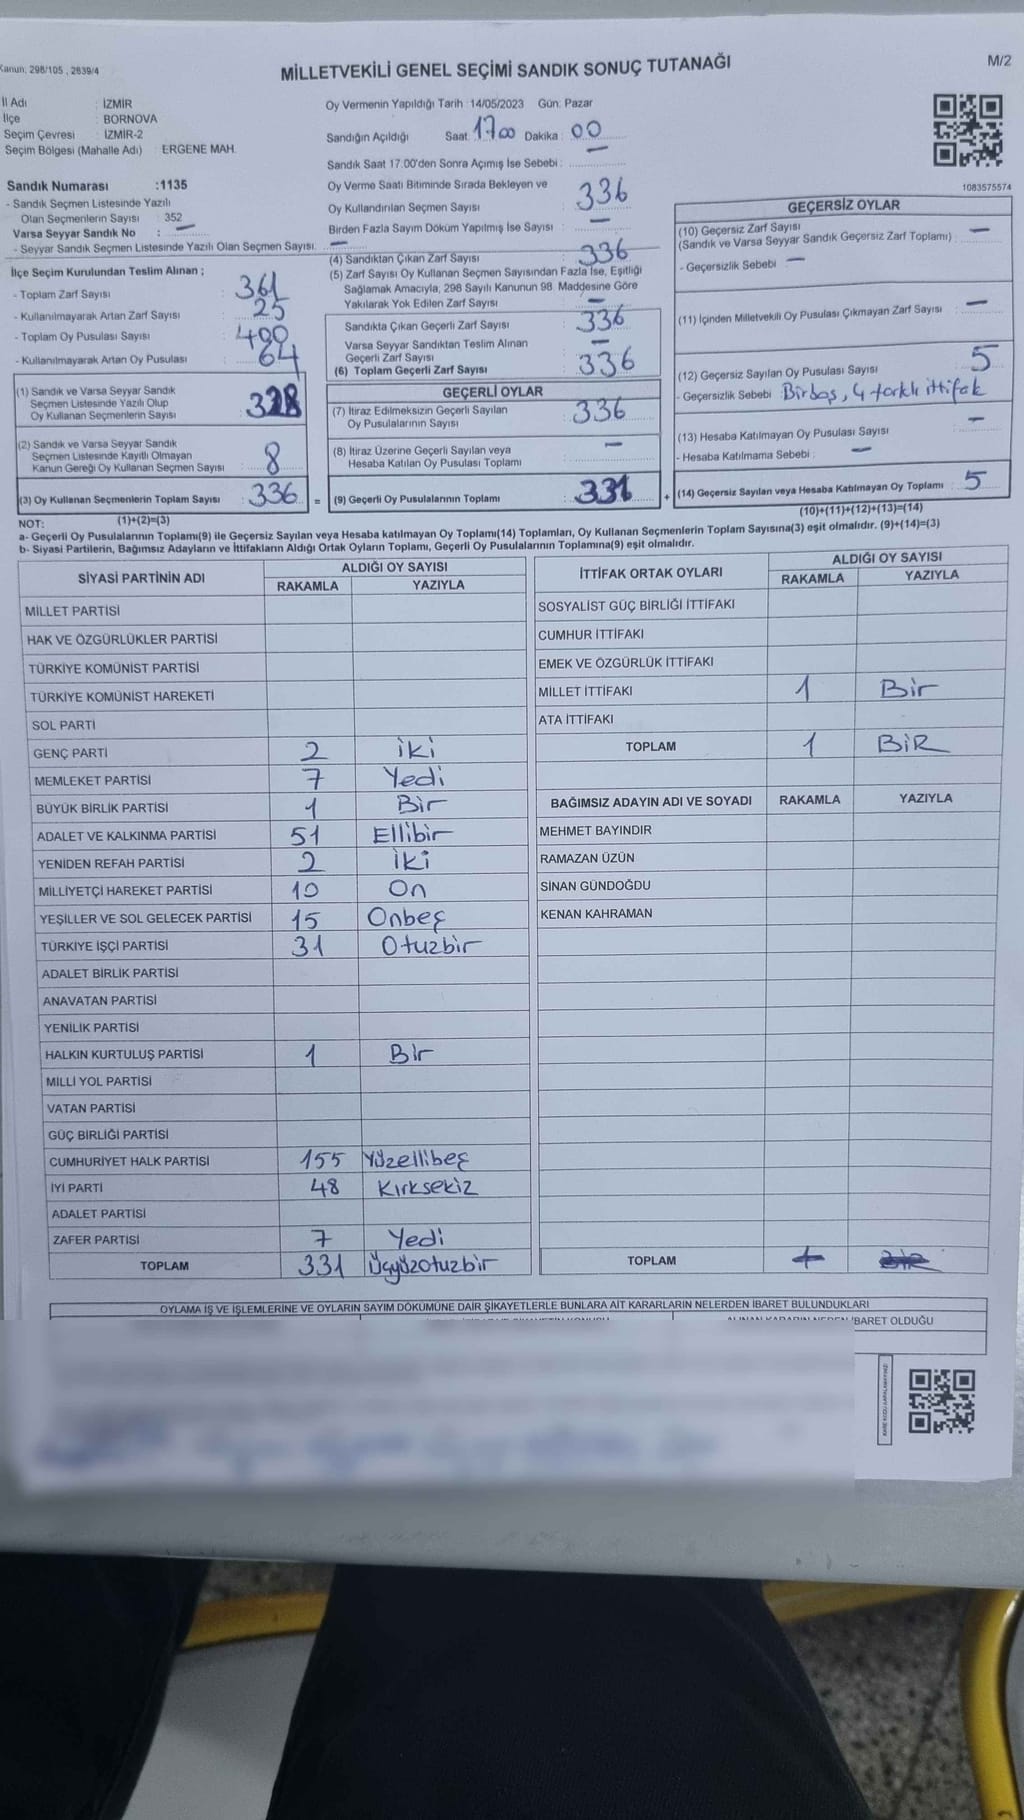 Kanun; 298/105 , 2839/4
MİLLETVEKİLİ GENEL SEÇİMİ SANDIK SONUÇ TUTANAĞI
M/2
İl Adı : İZMİR
İlçe : BORNOVA
Seçim Çevresi : İZMİR-2
Seçim Bölgesi (Mahalle Adı) : ERGENE MAH.
Sandık Numarası :1135
- Sandık Seçmen Listesinde Yazılı
Olan Seçmenlerin Sayısı : 352
Varsa Seyyar Sandık No : —
- Seyyar Sandık Seçmen Listesinde Yazılı Olan Seçmen Sayısı: —
İlçe Seçim Kurulundan Teslim Alınan ;
- Toplam Zarf Sayısı : 361
- Kullanılmayarak Artan Zarf Sayısı : 25
- Toplam Oy Pusulası Sayısı : 400
- Kullanılmayarak Artan Oy Pusulası : 64
(1) Sandık ve Varsa Seyyar Sandık
Seçmen Listesinde Yazılı Olup
Oy Kullanan Seçmenlerin Sayısı : 328
(2) Sandık ve Varsa Seyyar Sandık
Seçmen Listesinde Kayıtlı Olmayan
Kanun Gereği Oy Kullanan Seçmen Sayısı : 8
(3) Oy Kullanan Seçmenlerin Toplam Sayısı : 336
Oy Vermenin Yapıldığı Tarih :14/05/2023 Gün: Pazar
Sandığın Açıldığı Saat: 1700 Dakika : 00
Sandık Saat 17.00'den Sonra Açımış İse Sebebi : —
Oy Verme Saati Bitiminde Sırada Bekleyen ve
Oy Kullandırılan Seçmen Sayısı : 336
Birden Fazla Sayım Döküm Yapılmış İse Sayısı : —
(4) Sandıktan Çıkan Zarf Sayısı : 336
(5) Zarf Sayısı Oy Kullanan Seçmen Sayısından Fazla İse, Eşitliği
Sağlamak Amacıyla, 298 Sayılı Kanunun 98. Maddesine Göre
Yakılarak Yok Edilen Zarf Sayısı : —
Sandıkta Çıkan Geçerli Zarf Sayısı : 336
Varsa Seyyar Sandıktan Teslim Alınan
Geçerli Zarf Sayısı : —
(6) Toplam Geçerli Zarf Sayısı : 336
GEÇERLİ OYLAR
(7) İtiraz Edilmeksizin Geçerli Sayılan
Oy Pusulalarının Sayısı : 336
(8) İtiraz Üzerine Geçerli Sayılan veya
Hesaba Katılan Oy Pusulası Toplamı : —
= (9) Geçerli Oy Pusulalarının Toplamı : 331
1083575574
GEÇERSİZ OYLAR
(10) Geçersiz Zarf Sayısı
(Sandık ve Varsa Seyyar Sandık Geçersiz Zarf Toplamı) : —
- Geçersizlik Sebebi : —
(11) İçinden Milletvekili Oy Pusulası Çıkmayan Zarf Sayısı : —
(12) Geçersiz Sayılan Oy Pusulası Sayısı : 5
- Geçersizlik Sebebi : Bir boş, 4 farklı ittifak
(13) Hesaba Katılmayan Oy Pusulası Sayısı : —
- Hesaba Katılmama Sebebi : —
+ (14) Geçersiz Sayılan veya Hesaba Katılmayan Oy Toplamı : 5
NOT: (1)+(2)=(3)
(10)+(11)+(12)+(13)=(14)
a- Geçerli Oy Pusulalarının Toplamı(9) ile Geçersiz Sayılan veya Hesaba katılmayan Oy Toplamı(14) Toplamları, Oy Kullanan Seçmenlerin Toplam Sayısına(3) eşit olmalıdır. (9)+(14)=(3)
b- Siyasi Partilerin, Bağımsız Adayların ve İttifakların Aldığı Ortak Oyların Toplamı, Geçerli Oy Pusulalarının Toplamına(9) eşit olmalıdır.
SİYASİ PARTİNİN ADI
ALDIĞI OY SAYISI
RAKAMLA YAZIYLA
MİLLET PARTİSİ
HAK VE ÖZGÜRLÜKLER PARTİSİ
TÜRKİYE KOMÜNİST PARTİSİ
TÜRKİYE KOMÜNİST HAREKETİ
SOL PARTİ
GENÇ PARTİ 2 iki
MEMLEKET PARTİSİ 7 Yedi
BÜYÜK BİRLİK PARTİSİ 1 Bir
ADALET VE KALKINMA PARTİSİ 51 Ellibir
YENİDEN REFAH PARTİSİ 2 iki
MİLLİYETÇİ HAREKET PARTİSİ 10 On
YEŞİLLER VE SOL GELECEK PARTİSİ 15 Onbeş
TÜRKİYE İŞÇİ PARTİSİ 31 Otuzbir
ADALET BİRLİK PARTİSİ
ANAVATAN PARTİSİ
YENİLİK PARTİSİ
HALKIN KURTULUŞ PARTİSİ 1 Bir
MİLLİ YOL PARTİSİ
VATAN PARTİSİ
GÜÇ BİRLİĞİ PARTİSİ
CUMHURİYET HALK PARTİSİ 155 Yüzellibeş
İYİ PARTİ 48 Kırksekiz
ADALET PARTİSİ
ZAFER PARTİSİ 7 Yedi
TOPLAM 331 Üçyüzotuzbir
İTTİFAK ORTAK OYLARI
ALDIĞI OY SAYISI
RAKAMLA YAZIYLA
SOSYALİST GÜÇ BİRLİĞİ İTTİFAKI
CUMHUR İTTİFAKI
EMEK VE ÖZGÜRLÜK İTTİFAKI
MİLLET İTTİFAKI 1 Bir
ATA İTTİFAKI
TOPLAM 1 BİR
BAĞIMSIZ ADAYIN ADI VE SOYADI RAKAMLA YAZIYLA
MEHMET BAYINDIR
RAMAZAN ÜZÜN
SİNAN GÜNDOĞDU
KENAN KAHRAMAN
TOPLAM
OYLAMA İŞ VE İŞLEMLERİNE VE OYLARIN SAYIM DÖKÜMÜNE DAİR ŞİKAYETLERLE BUNLARA AİT KARARLARIN NELERDEN İBARET BULUNDUKLARI
İBARET OLDUĞU